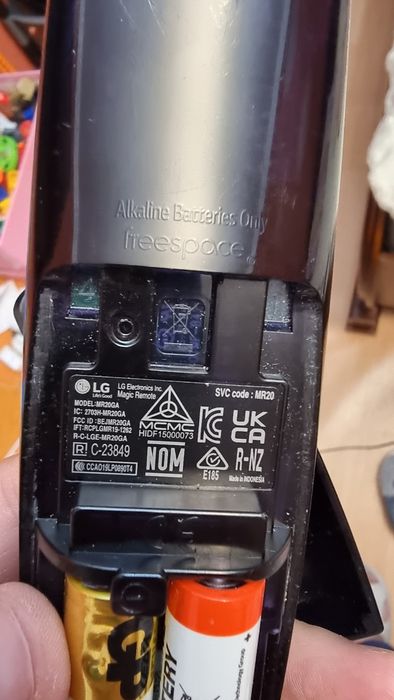 Alkaline Batteries Only
freespace
LG
Life's Good
LG Electronics Inc.
Magic Remote
SVC code : MR20
MODEL:MR20GA
IC: 2703H-MR20GA
FCC ID : BEJMR20GA
IFT:RCPLGMR19-1262
R-C-LGE-MR20GA
R C-23849
CCAO19LP0890T4
MCMC
HIDF15000073
NOM
UK
CA
E185
R-NZ
Made in INDONESIA
GP
ERY